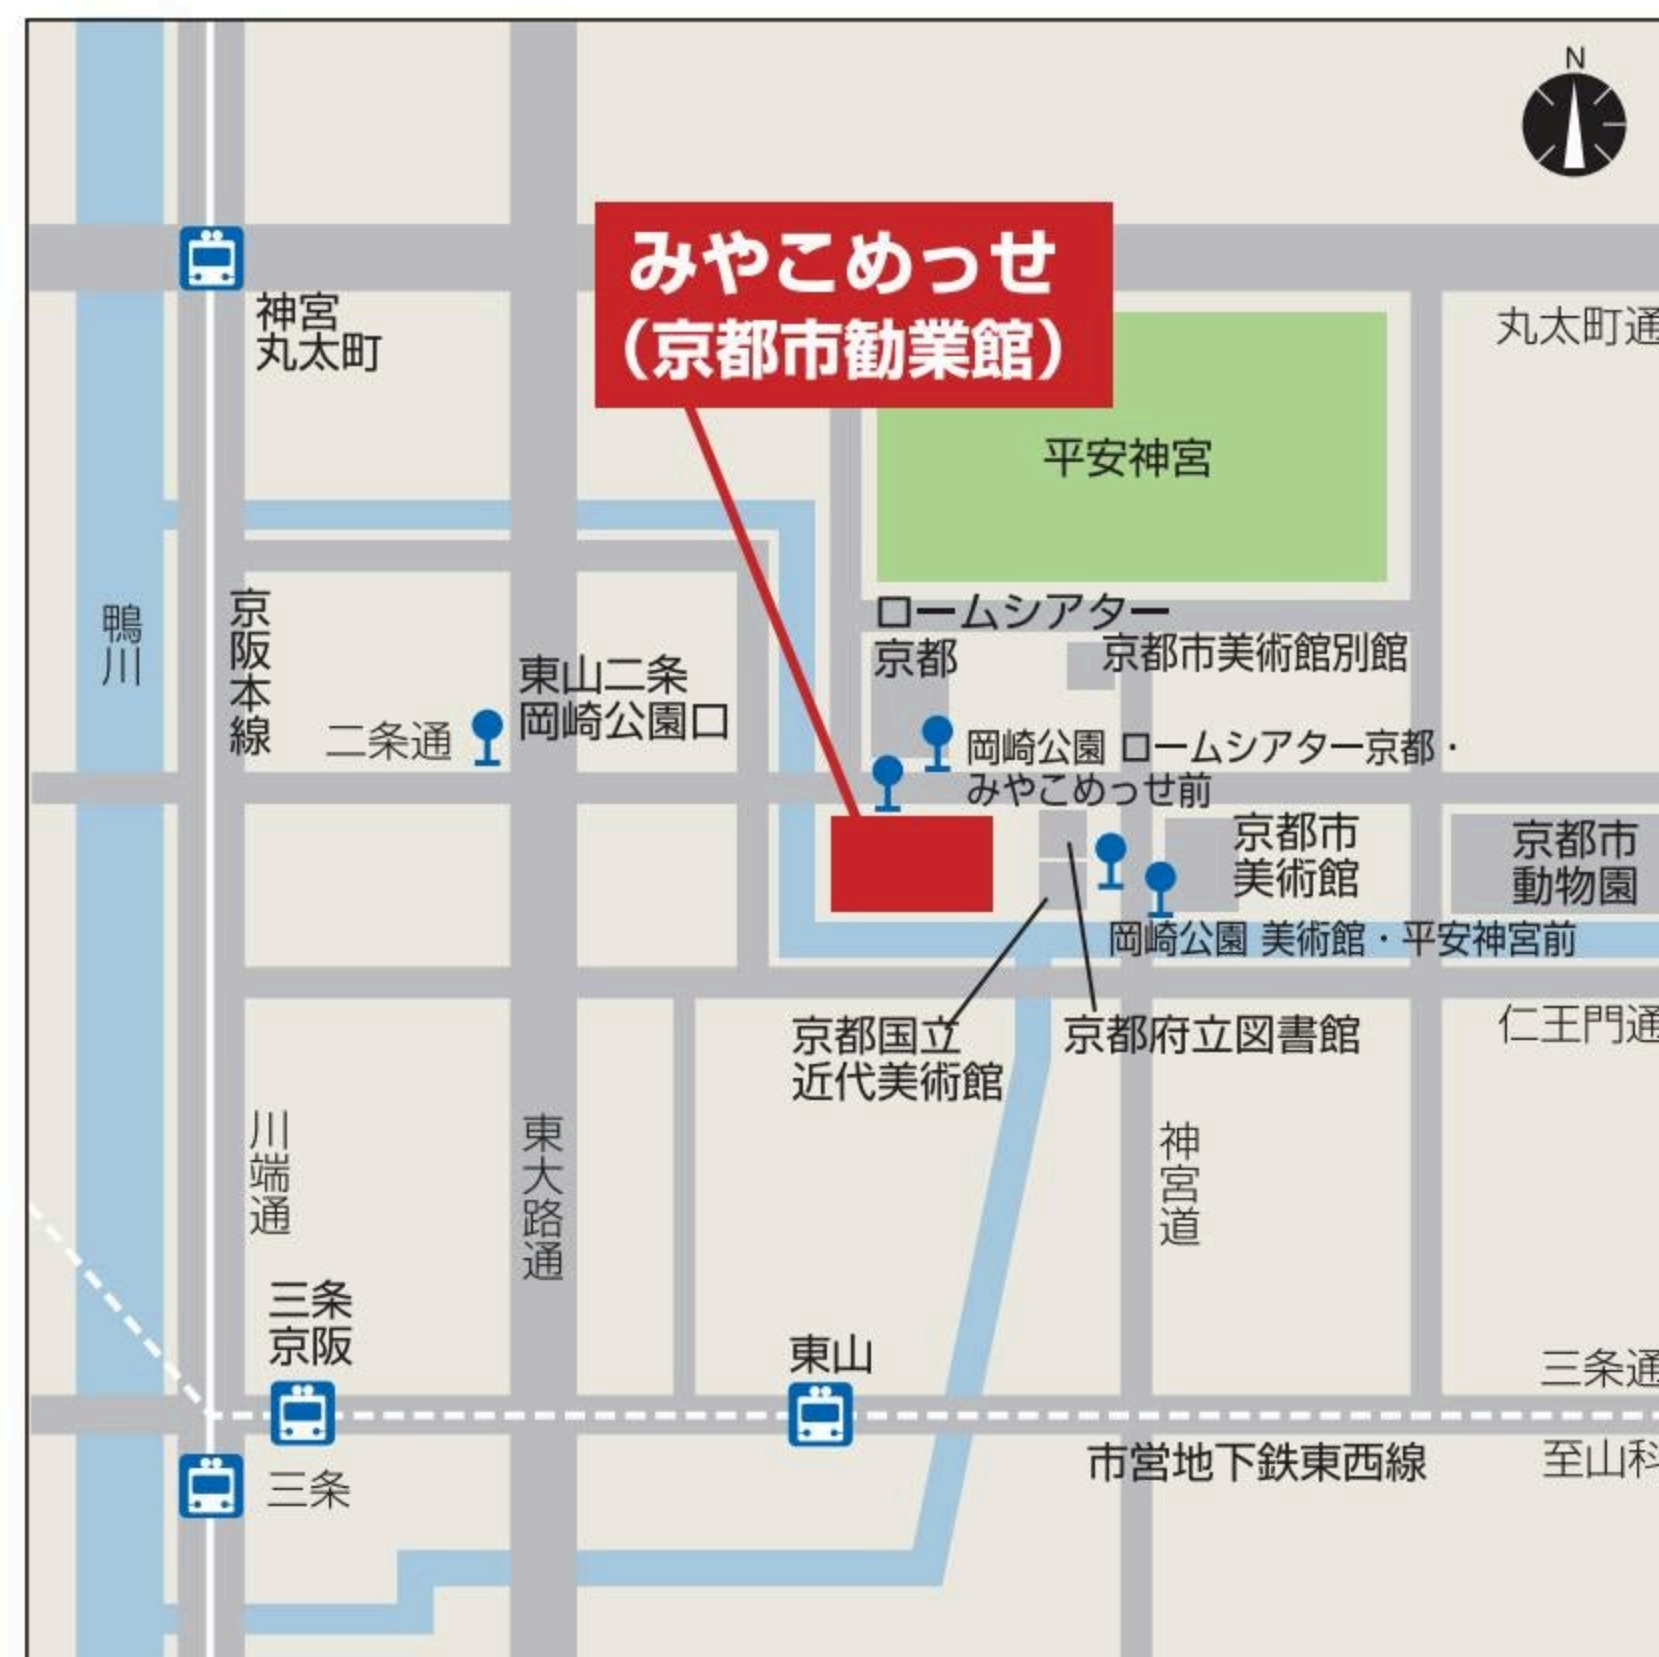 N
みやこめっせ
（京都市勧業館）
神宮
丸太町
丸太町通
平安神宮
鴨川
京阪本線
ロームシアター
京都
京都市美術館別館
東山二条
岡崎公園口
二条通
岡崎公園 ロームシアター京都・
みやこめっせ前
京都市
美術館
京都市
動物園
岡崎公園 美術館・平安神宮前
京都国立
近代美術館
京都府立図書館
仁王門通
川端通
東大路通
神宮道
三条
京阪
東山
三条通
三条
市営地下鉄東西線
至山科